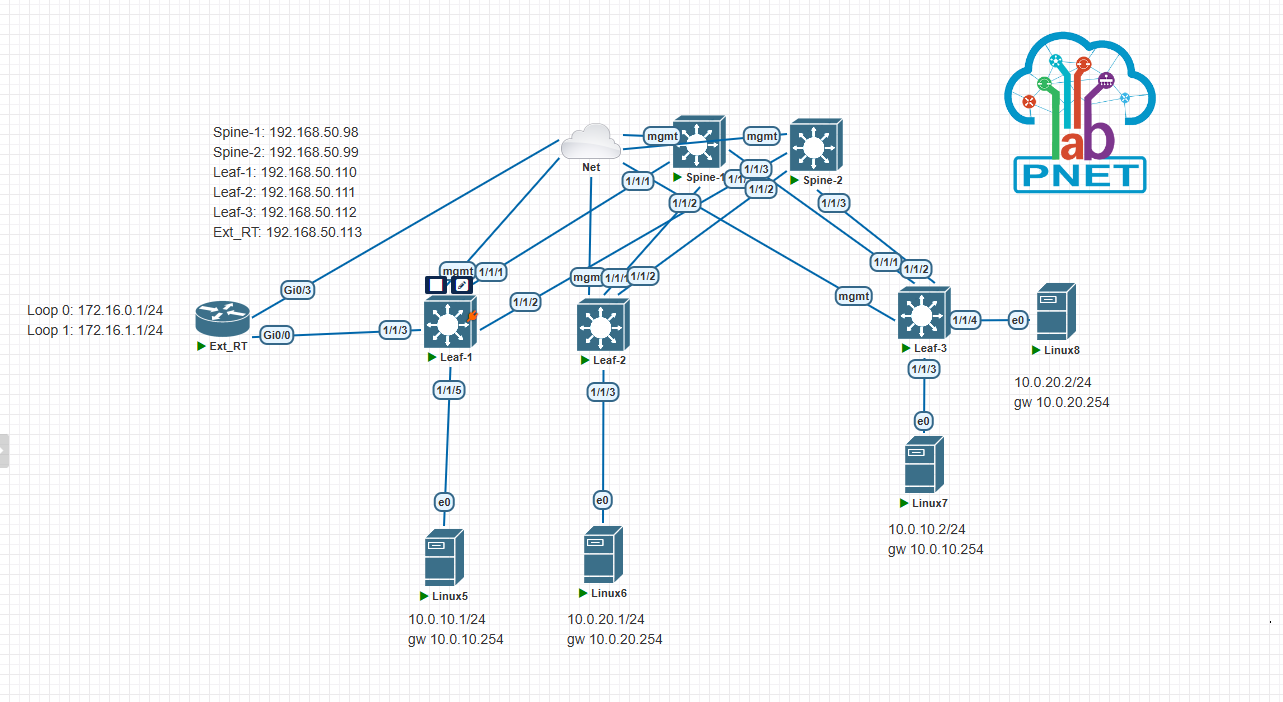 Spine-1: 192.168.50.98
Spine-2: 192.168.50.99
Leaf-1: 192.168.50.110
Leaf-2: 192.168.50.111
Leaf-3: 192.168.50.112
Ext_RT: 192.168.50.113
Net
mgmt
mgmt
Spine-1
Spine-2
1/1/1
1/1/3
1/1/2
1/1/2
1/1/3
lab
PNET
mgmt
1/1/1
1/1/2
1/1/2
1/1/1
1/1/2
mgmt
Gi0/3
Loop 0: 172.16.0.1/24
Loop 1: 172.16.1.1/24
Ext_RT
Gi0/0
1/1/3
Leaf-1
Leaf-2
Leaf-3
1/1/4
e0
Linux8
10.0.20.2/24
gw 10.0.20.254
1/1/5
1/1/3
1/1/3
e0
Linux7
10.0.10.2/24
gw 10.0.10.254
e0
e0
Linux5
Linux6
10.0.10.1/24
gw 10.0.10.254
10.0.20.1/24
gw 10.0.20.254